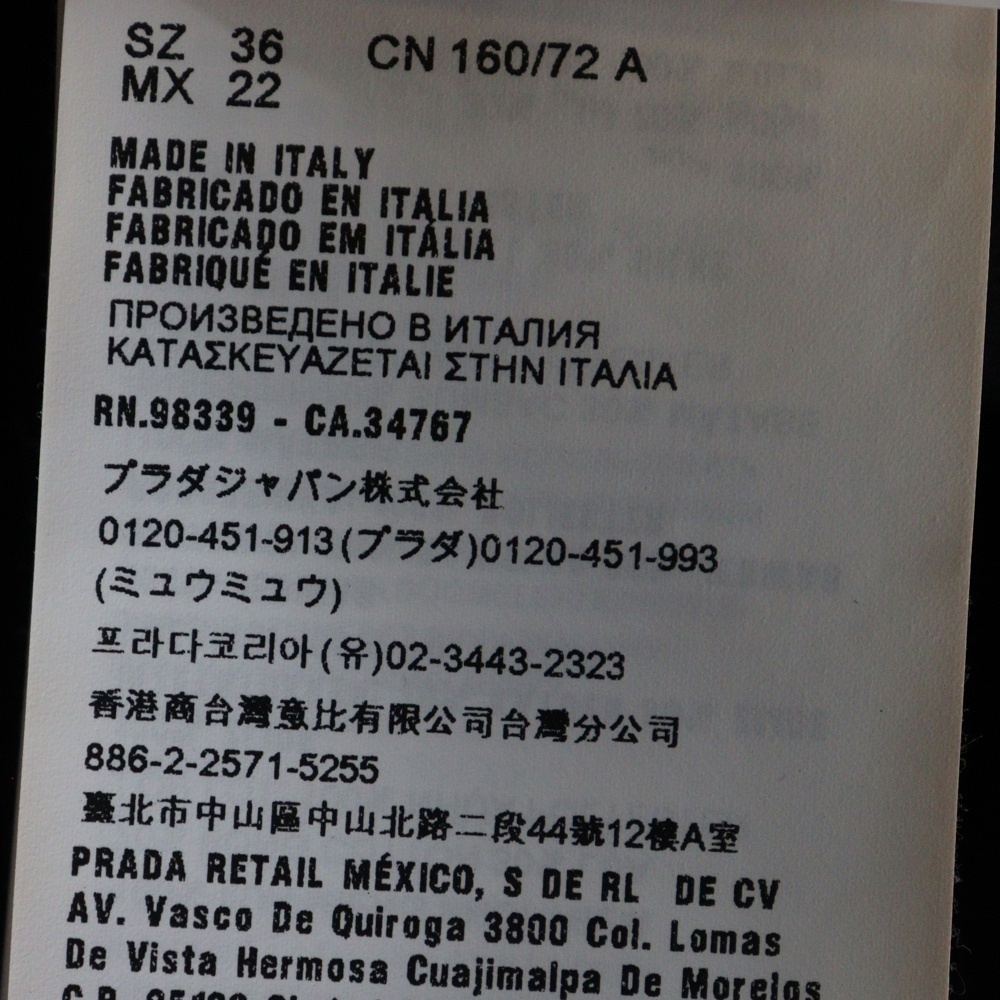 SZ 36 CN 160/72 A
MX 22
MADE IN ITALY
FABRICADO EN ITALIA
FABRICADO EM ITÁLIA
FABRIQUÉ EN ITALIE
ПРОИЗВЕДЕНО В ИТАЛИЯ
ΚΑΤΑΣΚΕΥΑΖΕΤΑΙ ΣΤΗΝ ΙΤΑΛΙΑ
RN.98339 - CA.34767
プラダジャパン株式会社
0120-451-913(プラダ)0120-451-993
(ミュウミュウ)
프라다코리아(유)02-3443-2323
香港商台灣意比有限公司台灣分公司
886-2-2571-5255
臺北市中山區中山北路二段44號12樓A室
PRADA RETAIL MÉXICO, S DE RL DE CV
AV. Vasco De Quiroga 3800 Col. Lomas
De Vista Hermosa Cuajimalpa De Morelos
C.P.